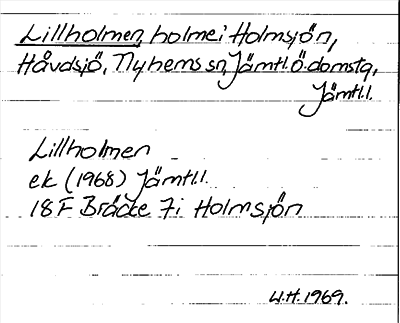 Lillholmen, holme i Holmsjön,
Håvdsjö, Nyhems sn, Jämtl. Ö. domstg,
Jämtl.l.
Lillholmen
ek (1968) Jämtl.l.
18 F Bräcke 7i Holmsjön
U.H. 1969.